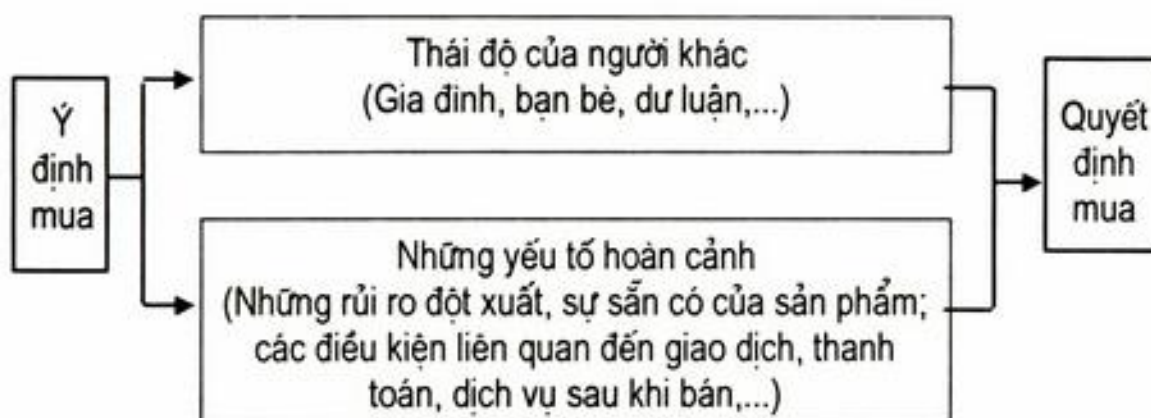 Ý
định
mua
Thái độ của người khác
(Gia đình, bạn bè, dư luận,...)
Những yếu tố hoàn cảnh
(Những rủi ro đột xuất, sự sẵn có của sản phẩm;
các điều kiện liên quan đến giao dịch, thanh
toán, dịch vụ sau khi bán,...)
Quyết
định
mua